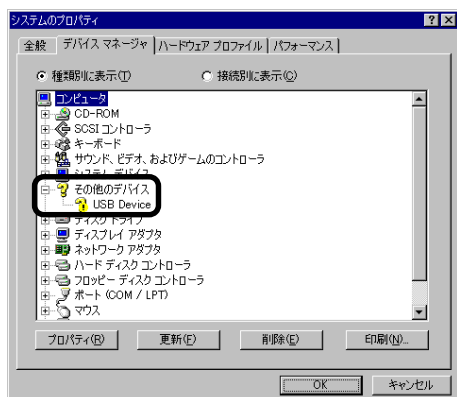 システムのプロパティ
全般 デバイス マネージャ ハードウェア プロファイル パフォーマンス
種類別に表示(T) 接続別に表示(C)
コンピュータ
CD-ROM
SCSI コントローラ
キーボード
サウンド、ビデオ、およびゲームのコントローラ
システム デバイス
その他のデバイス
USB Device
ディスク ドライブ
ディスプレイ アダプタ
ネットワーク アダプタ
ハード ディスク コントローラ
フロッピー ディスク コントローラ
ポート (COM / LPT)
マウス
プロパティ(R) 更新(F) 削除(E) 印刷(N)...
OK キャンセル